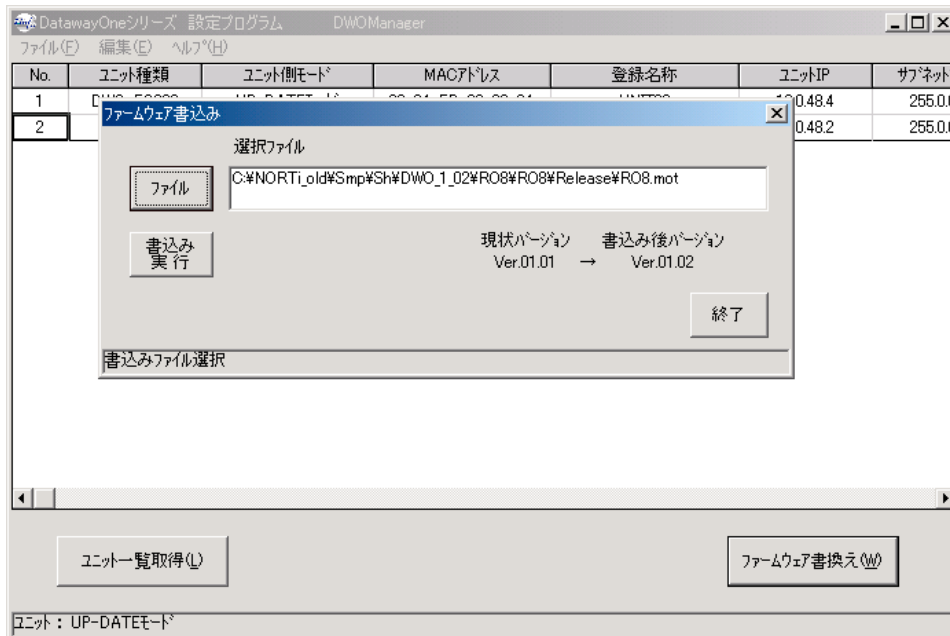 DatawayOneシリーズ 設定プログラム DWOManager
ファイル(F) 編集(E) ヘルプ(H)
No. ユニット種類 ユニット側モード MACアドレス 登録名称 ユニットIP サブネット
1 255.0.
2 0.48.2 255.0.
ファームウェア書込み
選択ファイル
ファイル
C:¥NORTi_old¥Smp¥Sh¥DWO_1_02¥RO8¥RO8¥Release¥RO8.mot
書込み
実行
現状バージョン 書込み後バージョン
Ver.01.01 → Ver.01.02
終了
書込みファイル選択
ユニット一覧取得(L)
ファームウェア書換え(W)
ユニット : UP-DATEモード